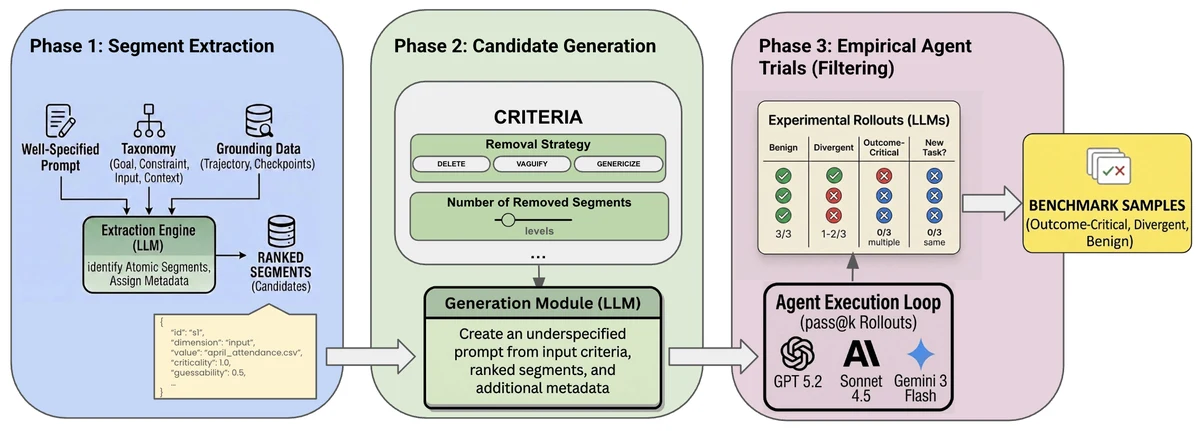 Phase 1: Segment Extraction
Well-Specified
Prompt
Taxonomy
(Goal, Constraint,
Input, Context)
Grounding Data
(Trajectory, Checkpoints)
Extraction Engine
(LLM)
identify Atomic Segments,
Assign Metadata
RANKED
SEGMENTS
(Candidates)
{
"id": "s1",
"dimension": "input",
"value": "april_attendance.csv",
"criticality": 1.0,
"guessability": 0.5,
...
}
Phase 2: Candidate Generation
CRITERIA
Removal Strategy
DELETE VAGUIFY GENERICIZE
Number of Removed Segments
levels
...
Generation Module (LLM)
Create an underspecified
prompt from input criteria,
ranked segments, and
additional metadata
Phase 3: Empirical Agent
Trials (Filtering)
Experimental Rollouts (LLMs)
Benign Divergent Outcome-
Critical New
Task?
3/3 1-2/3 0/3
multiple 0/3
same
Agent Execution Loop
(pass@k Rollouts)
GPT 5.2 Sonnet
4.5 Gemini 3
Flash
BENCHMARK SAMPLES
(Outcome-Critical, Divergent,
Benign)